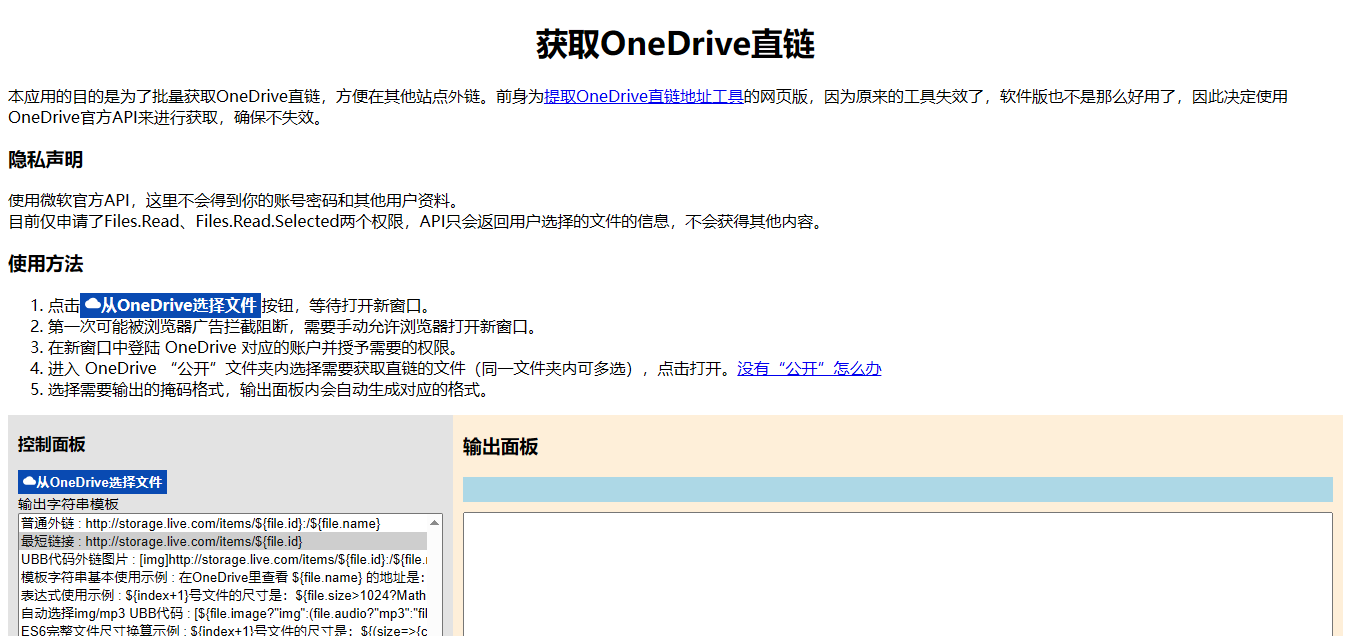 获取OneDrive直链
本应用的目的是为了批量获取OneDrive直链，方便在其他站点外链。前身为提取OneDrive直链地址工具的网页版，因为原来的工具失效了，软件版也不是那么好用了，因此决定使用
OneDrive官方API来进行获取，确保不失效。
隐私声明
使用微软官方API，这里不会得到你的账号密码和其他用户资料。
目前仅申请了Files.Read、Files.Read.Selected两个权限，API只会返回用户选择的文件的信息，不会获得其他内容。
使用方法
1. 点击从OneDrive选择文件按钮，等待打开新窗口。
2. 第一次可能被浏览器广告拦截阻断，需要手动允许浏览器打开新窗口。
3. 在新窗口中登陆 OneDrive 对应的账户并授予需要的权限。
4. 进入 OneDrive “公开”文件夹内选择需要获取直链的文件（同一文件夹内可多选），点击打开。没有“公开”怎么办
5. 选择需要输出的掩码格式，输出面板内会自动生成对应的格式。
控制面板
从OneDrive选择文件
输出字符串模板
普通外链 : http://storage.live.com/items/${file.id}:/${file.name}
最短链接 : http://storage.live.com/items/${file.id}
UBB代码外链图片 : [img]http://storage.live.com/items/${file.id}:/${file.
模板字符串基本使用示例 : 在OneDrive里查看 ${file.name} 的地址是：
表达式使用示例 : ${index+1}号文件的尺寸是：${file.size>1024?Math
自动选择img/mp3 UBB代码 : [${file.image?"img":(file.audio?"mp3":"fil
ES6完整文件尺寸换算示例 : ${index+1}号文件的尺寸是：${(size=>{c
输出面板